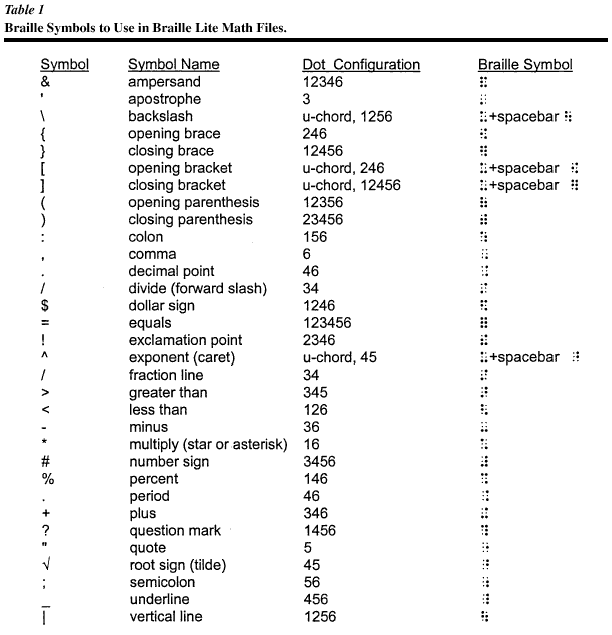 Table 1
Braille Symbols to Use in Braille Lite Math Files.
Symbol Symbol Name Dot Configuration Braille Symbol
& ampersand 12346 ⠯
' apostrophe 3 ⠄
\ backslash u-chord, 1256 ⠥+spacebar ⠳
{ opening brace 246 ⠪
} closing brace 12456 ⠻
[ opening bracket u-chord, 246 ⠥+spacebar ⠪
] closing bracket u-chord, 12456 ⠥+spacebar ⠻
( opening parenthesis 12356 ⠷
) closing parenthesis 23456 ⠾
: colon 156 ⠱
, comma 6 ⠠
. decimal point 46 ⠨
/ divide (forward slash) 34 ⠌
$ dollar sign 1246 ⠫
= equals 123456 ⠿
! exclamation point 2346 ⠮
^ exponent (caret) u-chord, 45 ⠥+spacebar ⠘
/ fraction line 34 ⠌
> greater than 345 ⠜
< less than 126 ⠣
- minus 36 ⠤
* multiply (star or asterisk) 16 ⠡
# number sign 3456 ⠼
% percent 146 ⠩
. period 46 ⠨
+ plus 346 ⠬
? question mark 1456 ⠹
" quote 5 ⠐
√ root sign (tilde) 45 ⠘
; semicolon 56 ⠰
_ underline 456 ⠸
| vertical line 1256 ⠳